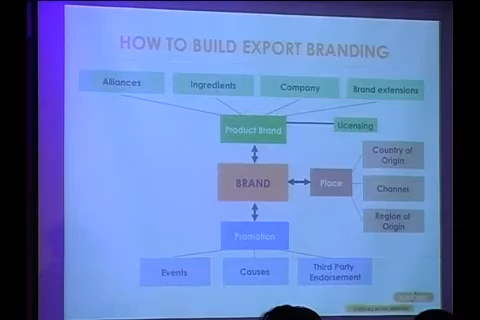 HOW TO BUILD EXPORT BRANDING
Alliances
Ingredients
Company
Brand extensions
Product Brand
Licensing
Country of
Origin
BRAND
Place
Channel
Region of
Origin
Promotion
Events
Causes
Third Party
Endorsement